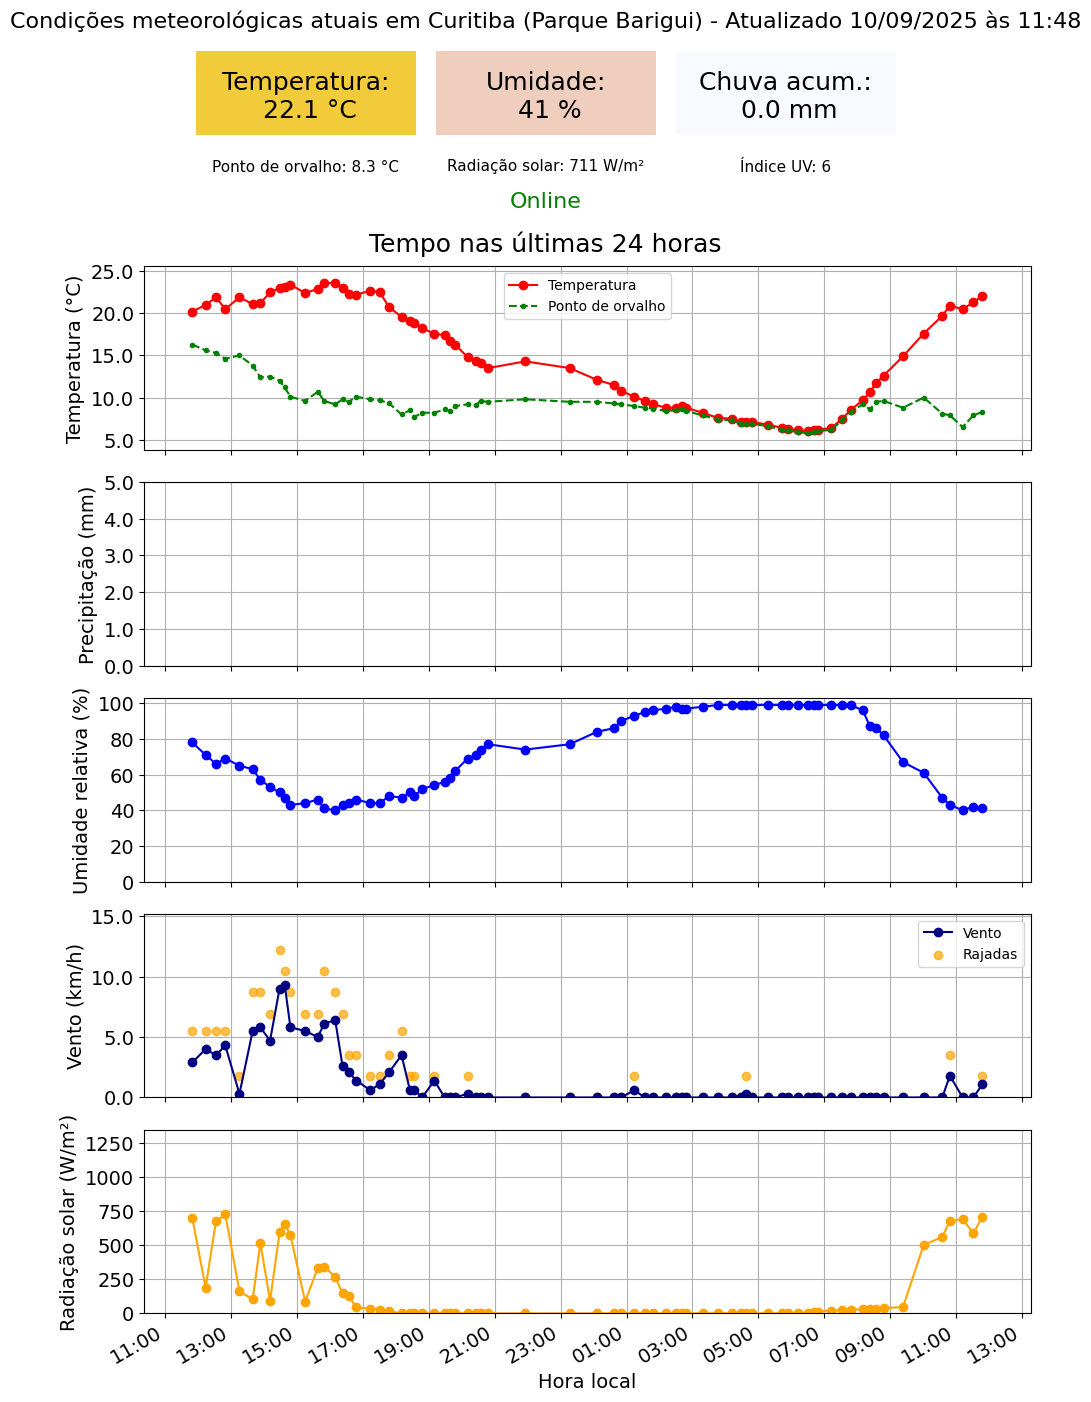 Condições meteorológicas atuais em Curitiba (Parque Barigui) - Atualizado 10/09/2025 às 11:48
Temperatura:
22.1 °C
Umidade:
41 %
Chuva acum.:
0.0 mm
Ponto de orvalho: 8.3 °C
Radiação solar: 711 W/m²
Índice UV: 6
Online
Tempo nas últimas 24 horas
Temperatura (°C)
25.0
20.0
15.0
10.0
5.0
Temperatura
Ponto de orvalho
Precipitação (mm)
5.0
4.0
3.0
2.0
1.0
0.0
Umidade relativa (%)
100
80
60
40
20
0
Vento (km/h)
15.0
10.0
5.0
0.0
Vento
Rajadas
Radiação solar (W/m²)
1250
1000
750
500
250
0
11:00
13:00
15:00
17:00
19:00
21:00
23:00
01:00
03:00
05:00
07:00
09:00
11:00
13:00
Hora local